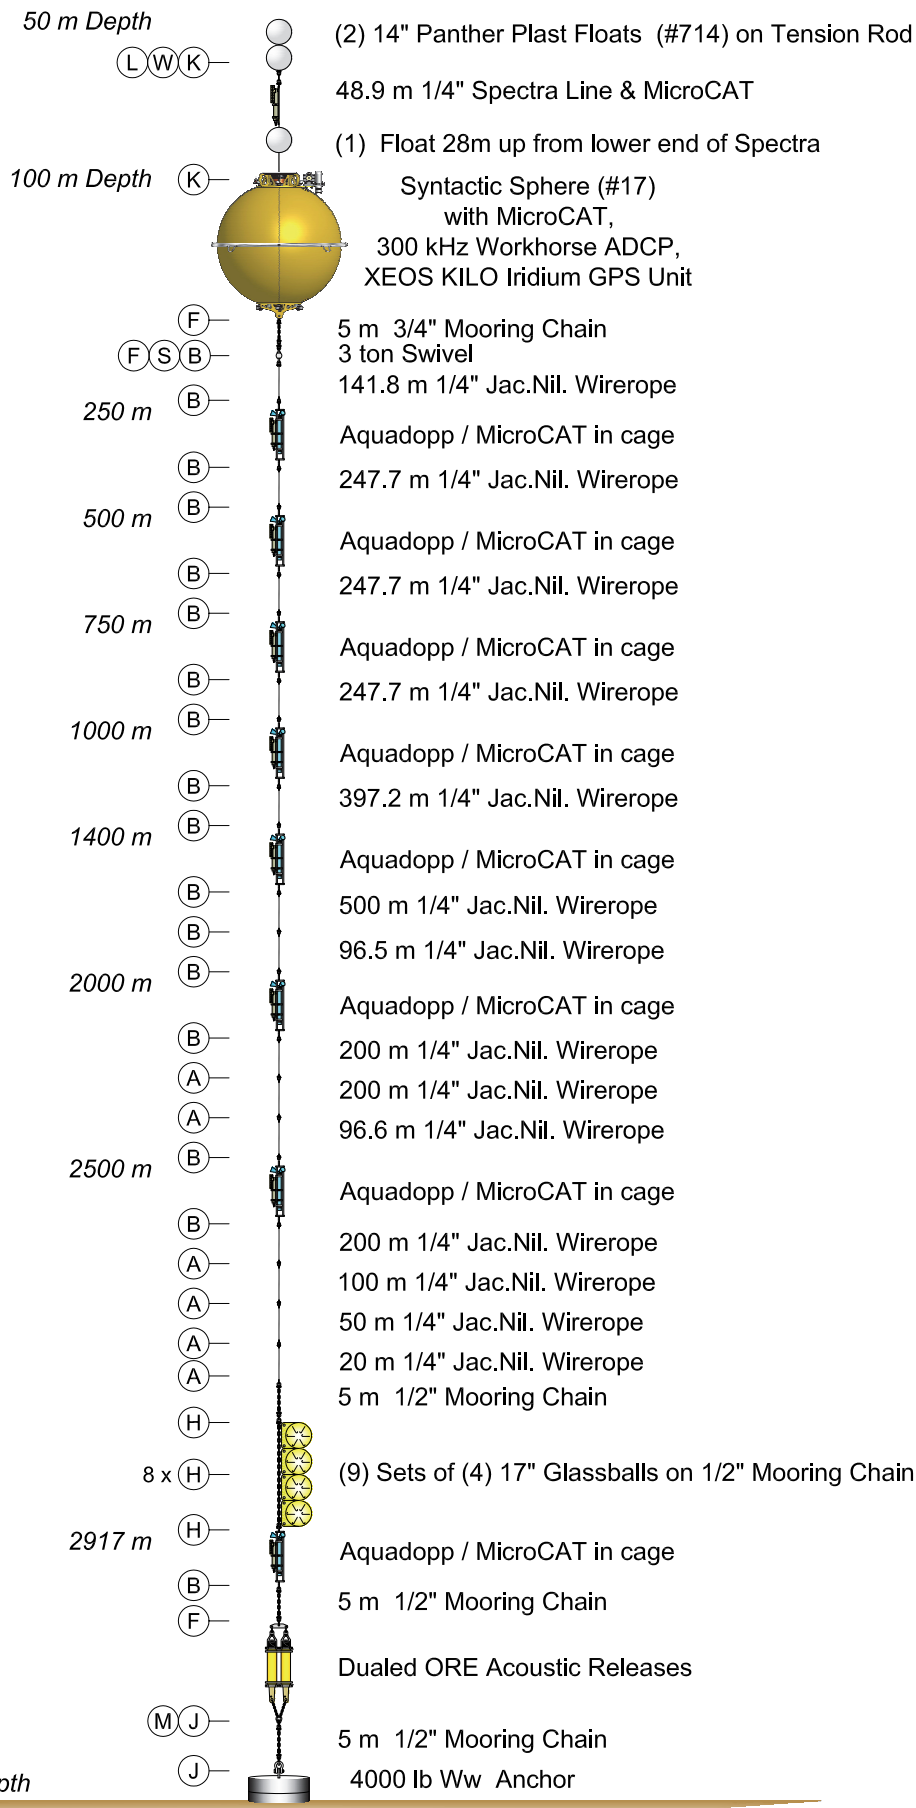 50 m Depth
(2) 14" Panther Plast Floats (#714) on Tension Rod
L W K
48.9 m 1/4" Spectra Line & MicroCAT
(1) Float 28m up from lower end of Spectra
100 m Depth K
Syntactic Sphere (#17)
with MicroCAT,
300 kHz Workhorse ADCP,
XEOS KILO Iridium GPS Unit
F
5 m 3/4" Mooring Chain
F S B
3 ton Swivel
141.8 m 1/4" Jac.Nil. Wirerope
B
250 m
Aquadopp / MicroCAT in cage
B
247.7 m 1/4" Jac.Nil. Wirerope
B
500 m
Aquadopp / MicroCAT in cage
B
247.7 m 1/4" Jac.Nil. Wirerope
B
750 m
Aquadopp / MicroCAT in cage
B
247.7 m 1/4" Jac.Nil. Wirerope
B
1000 m
Aquadopp / MicroCAT in cage
B
397.2 m 1/4" Jac.Nil. Wirerope
B
1400 m
Aquadopp / MicroCAT in cage
B
500 m 1/4" Jac.Nil. Wirerope
B
96.5 m 1/4" Jac.Nil. Wirerope
B
2000 m
Aquadopp / MicroCAT in cage
B
200 m 1/4" Jac.Nil. Wirerope
A
200 m 1/4" Jac.Nil. Wirerope
A
96.6 m 1/4" Jac.Nil. Wirerope
B
2500 m
Aquadopp / MicroCAT in cage
B
200 m 1/4" Jac.Nil. Wirerope
A
100 m 1/4" Jac.Nil. Wirerope
A
50 m 1/4" Jac.Nil. Wirerope
A
20 m 1/4" Jac.Nil. Wirerope
A
5 m 1/2" Mooring Chain
H
8 x H
(9) Sets of (4) 17" Glassballs on 1/2" Mooring Chain
H
2917 m
Aquadopp / MicroCAT in cage
B
5 m 1/2" Mooring Chain
F
Dualed ORE Acoustic Releases
M J
5 m 1/2" Mooring Chain
J
4000 lb Ww Anchor